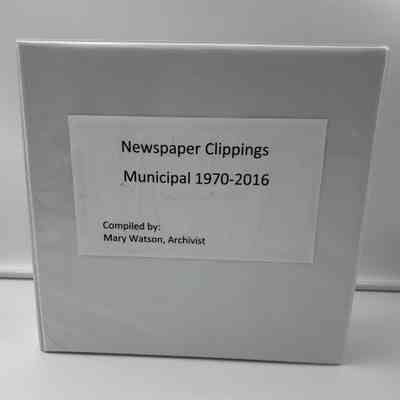 Newspaper Clippings
Municipal 1970-2016
Compiled by:
Mary Watson, Archivist